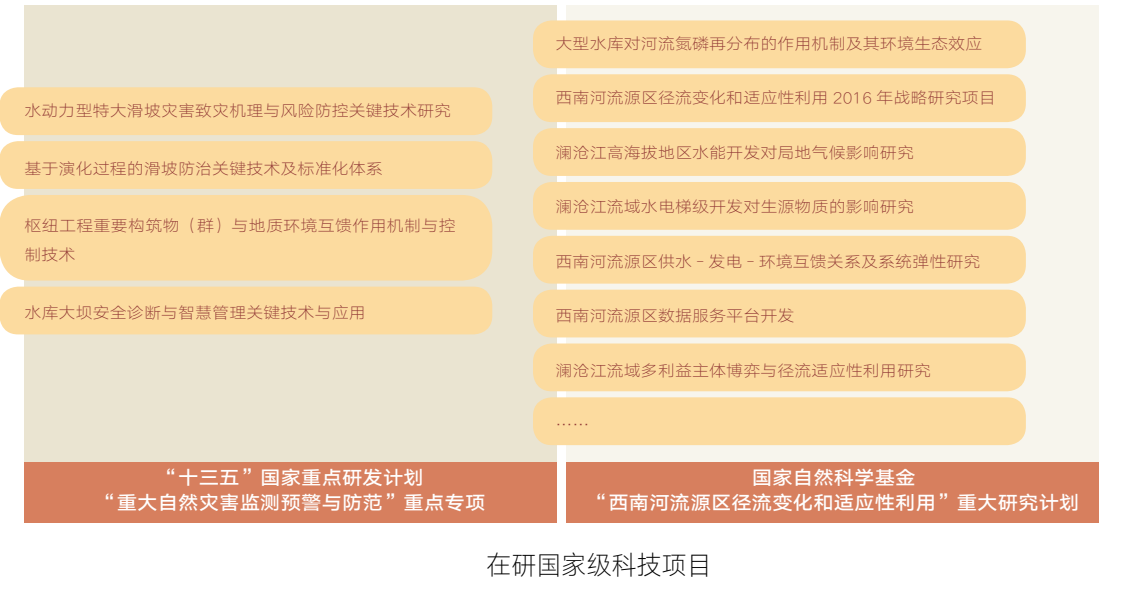 水动力型特大滑坡灾害致灾机理与风险防控关键技术研究
基于演化过程的滑坡防治关键技术及标准化体系
枢纽工程重要构筑物（群）与地质环境互馈作用机制与控
制技术
水库大坝安全诊断与智慧管理关键技术与应用
“十三五”国家重点研发计划
“重大自然灾害监测预警与防范”重点专项
大型水库对河流氮磷再分布的作用机制及其环境生态效应
西南河流源区径流变化和适应性利用 2016 年战略研究项目
澜沧江高海拔地区水能开发对局地气候影响研究
澜沧江流域水电梯级开发对生源物质的影响研究
西南河流源区供水－发电－环境互馈关系及系统弹性研究
西南河流源区数据服务平台开发
澜沧江流域多利益主体博弈与径流适应性利用研究
……
国家自然科学基金
“西南河流源区径流变化和适应性利用”重大研究计划
在研国家级科技项目